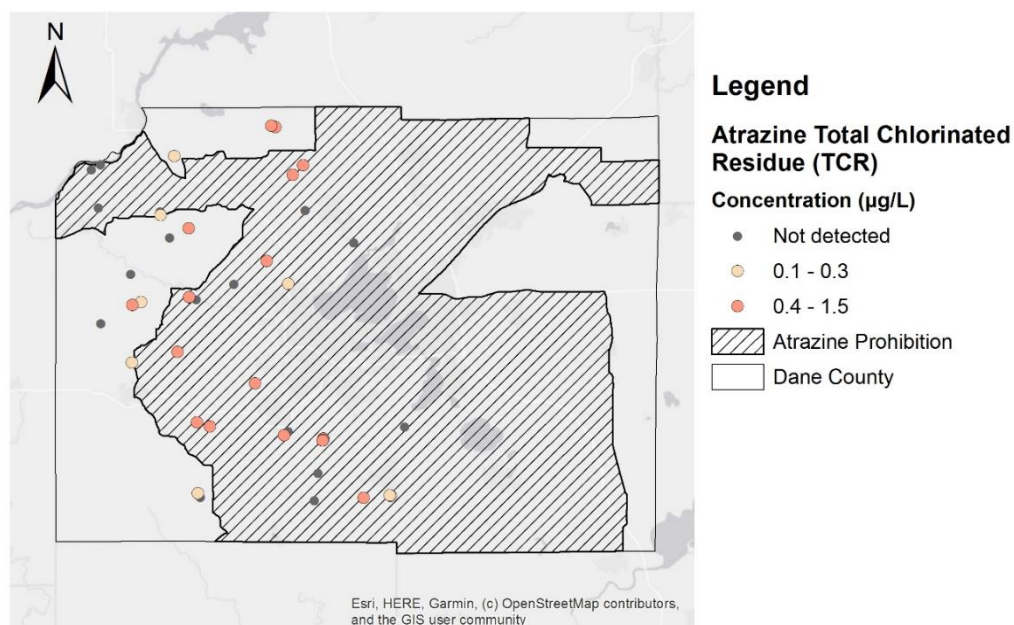 N
Legend
Atrazine Total Chlorinated
Residue (TCR)
Concentration (µg/L)
Not detected
0.1 - 0.3
0.4 - 1.5
Atrazine Prohibition
Dane County
Esri, HERE, Garmin, (c) OpenStreetMap contributors,
and the GIS user community